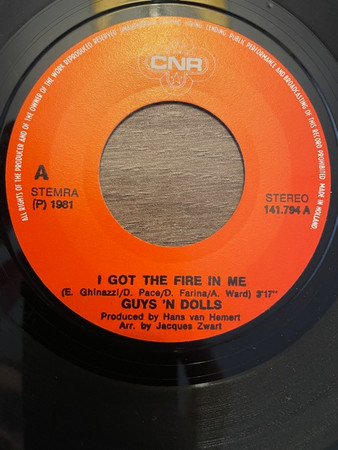 ALL RIGHTS OF THE PRODUCER AND OF THE OWNER OF THE WORK REPRODUCED RESERVED. UNAUTHORISED COPYING HIRING LENDING PUBLIC PERFORMANCE AND BROADCASTING OF THIS RECORD PROHIBITED MADE IN HOLLAND
CNR
A
STEMRA
(P) 1981
STEREO
141.794 A
I GOT THE FIRE IN ME
(E. Ghinazzi/D. Pace/D. Farina/A. Ward) 3'17"
GUYS 'N DOLLS
Produced by Hans van Hemert
Arr. by Jacques Zwart